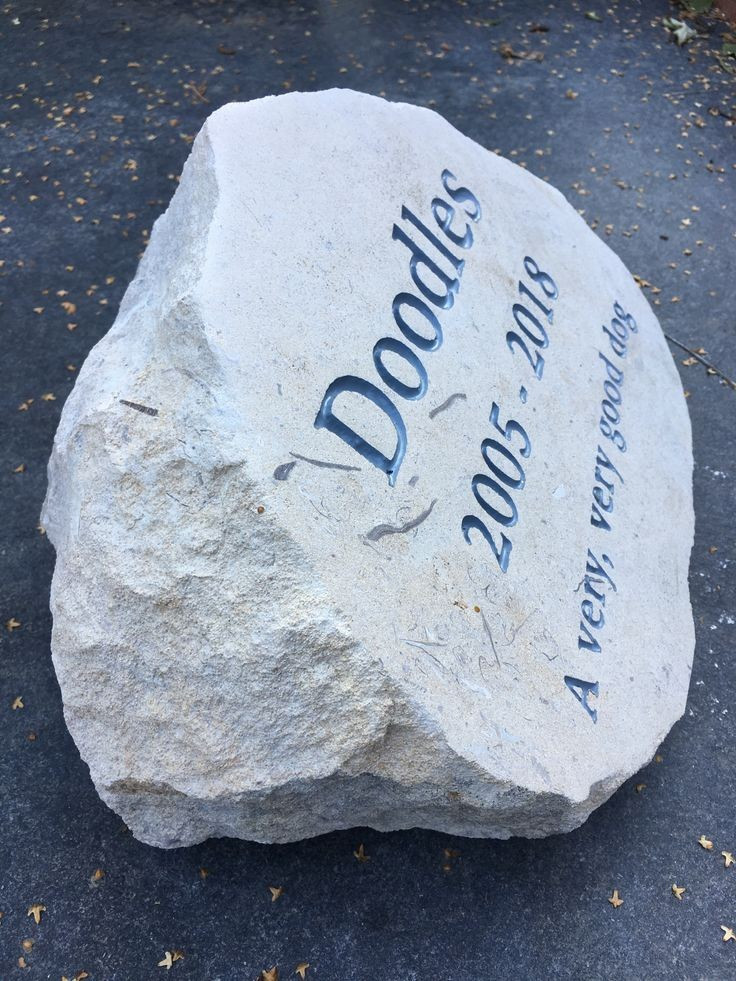 Doodles
2005 - 2018
A very, very good dog